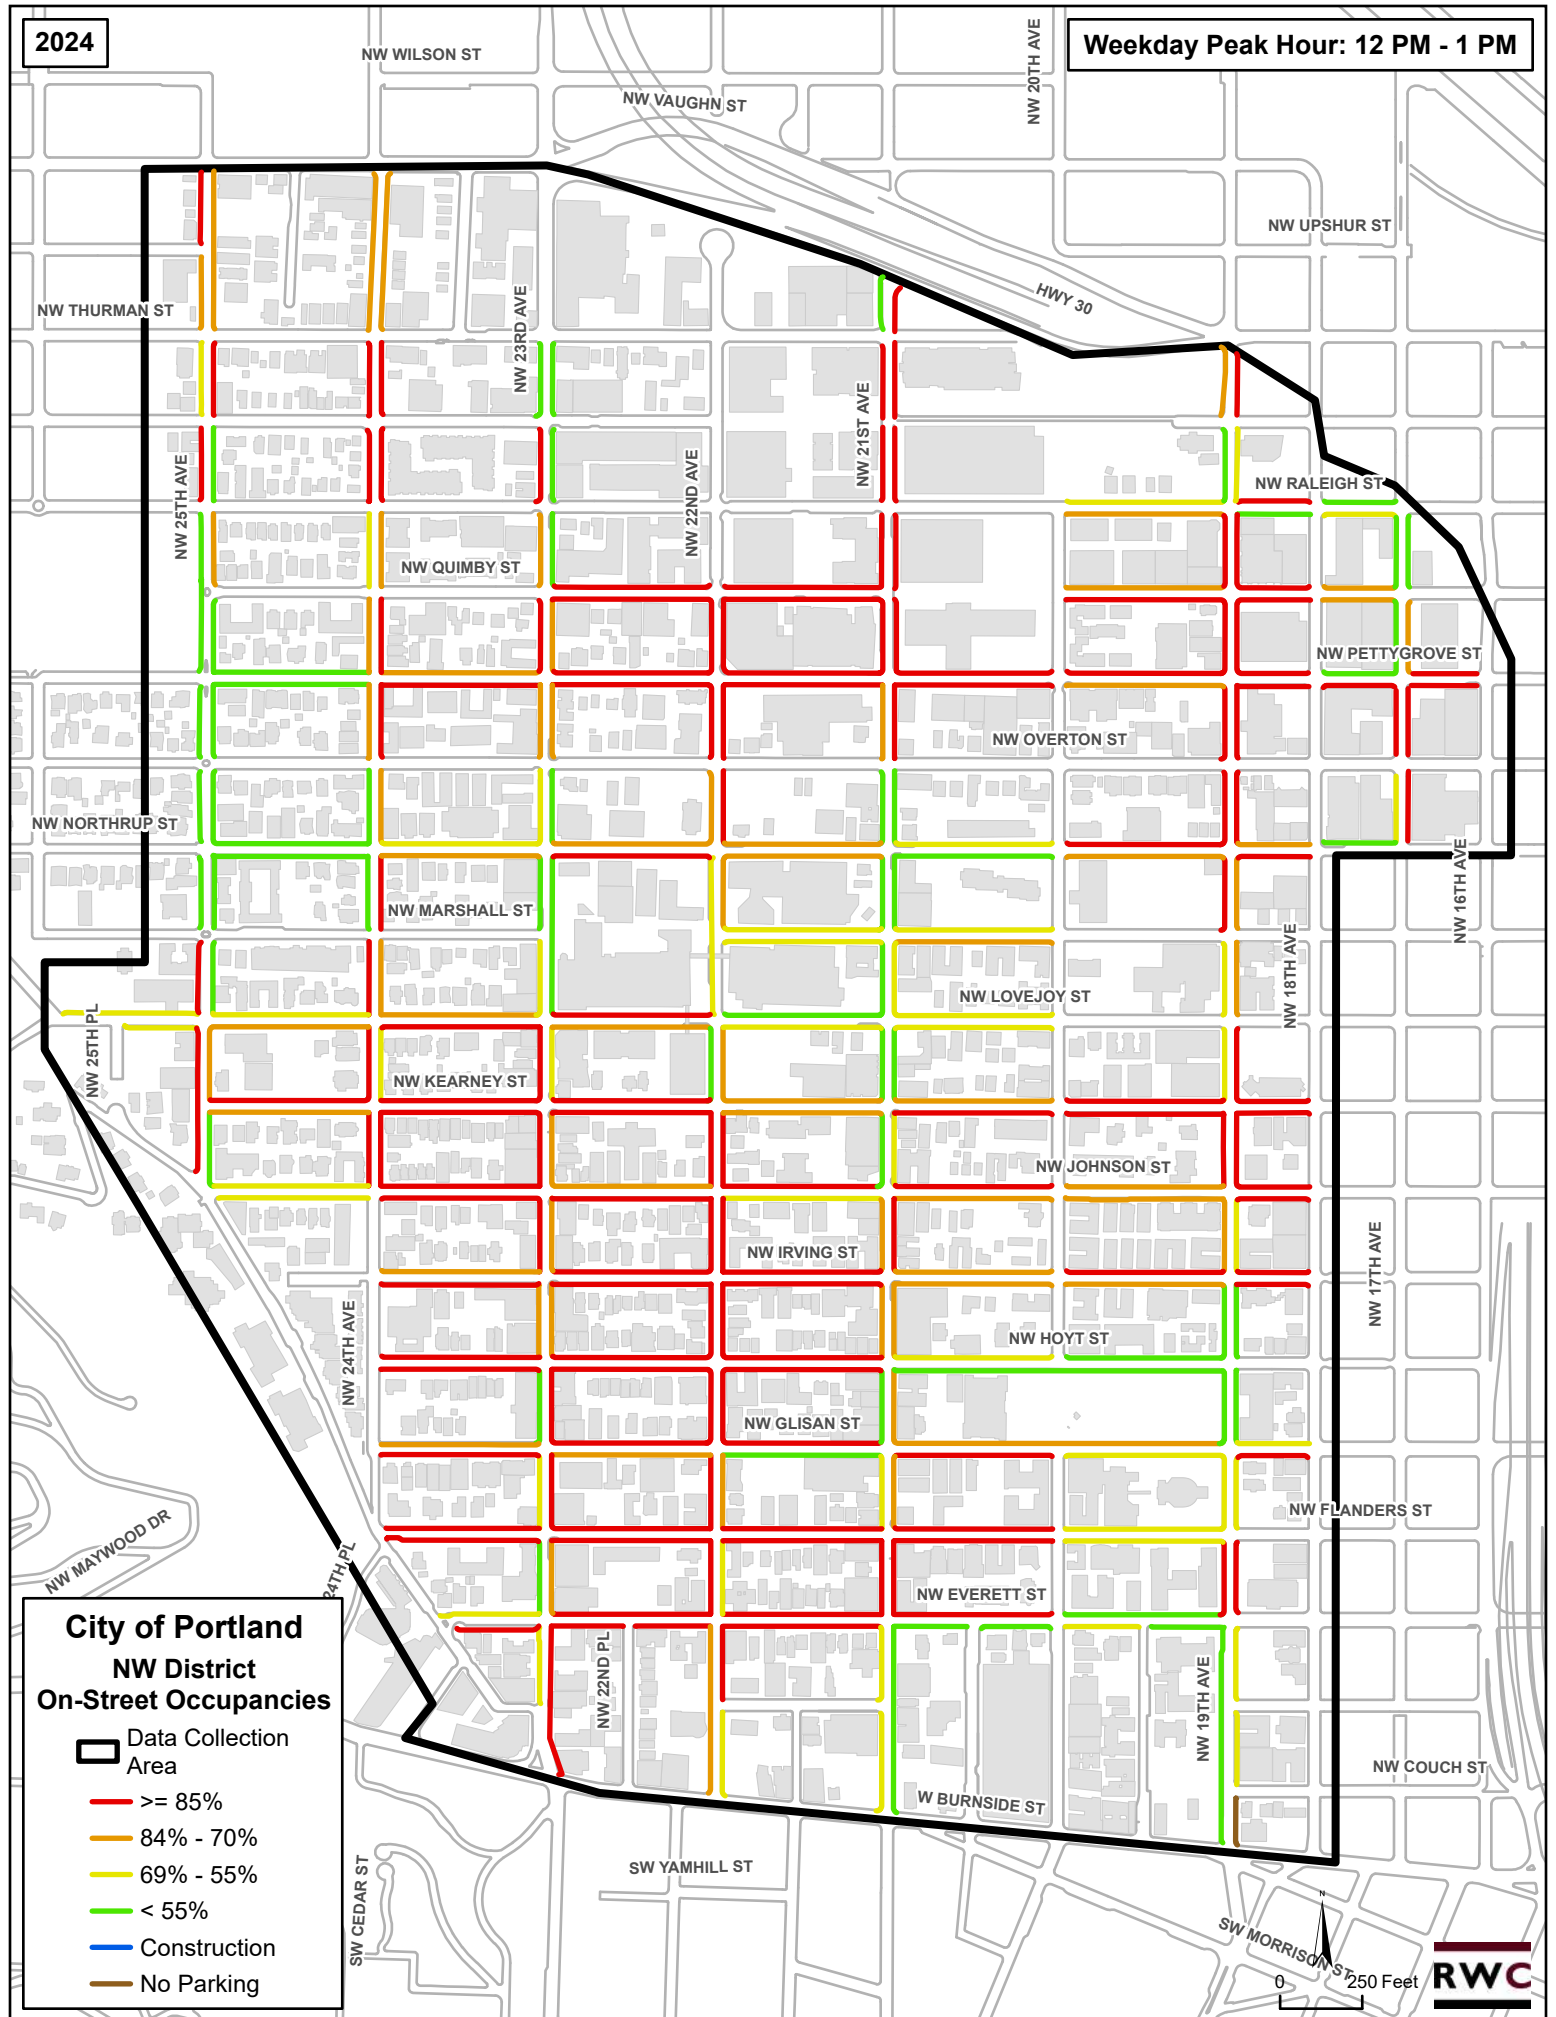 2024
Weekday Peak Hour: 12 PM - 1 PM
NW WILSON ST
NW 20TH AVE
NW VAUGHN ST
NW UPSHUR ST
HWY 30
NW THURMAN ST
NW 23RD AVE
NW 21ST AVE
NW 25TH AVE
NW 22ND AVE
NW RALEIGH ST
NW QUIMBY ST
NW PETTYGROVE ST
NW OVERTON ST
NW NORTHRUP ST
NW 16TH AVE
NW MARSHALL ST
NW 18TH AVE
NW LOVEJOY ST
NW 25TH PL
NW KEARNEY ST
NW JOHNSON ST
NW IRVING ST
NW 17TH AVE
NW 24TH AVE
NW HOYT ST
NW GLISAN ST
NW FLANDERS ST
NW MAYWOOD DR
24TH PL
NW EVERETT ST
NW 22ND PL
NW 19TH AVE
NW COUCH ST
W BURNSIDE ST
SW YAMHILL ST
SW CEDAR ST
SW MORRISON ST
City of Portland
NW District
On-Street Occupancies
Data Collection
Area
>= 85%
84% - 70%
69% - 55%
< 55%
Construction
No Parking
N
0 250 Feet
RWC